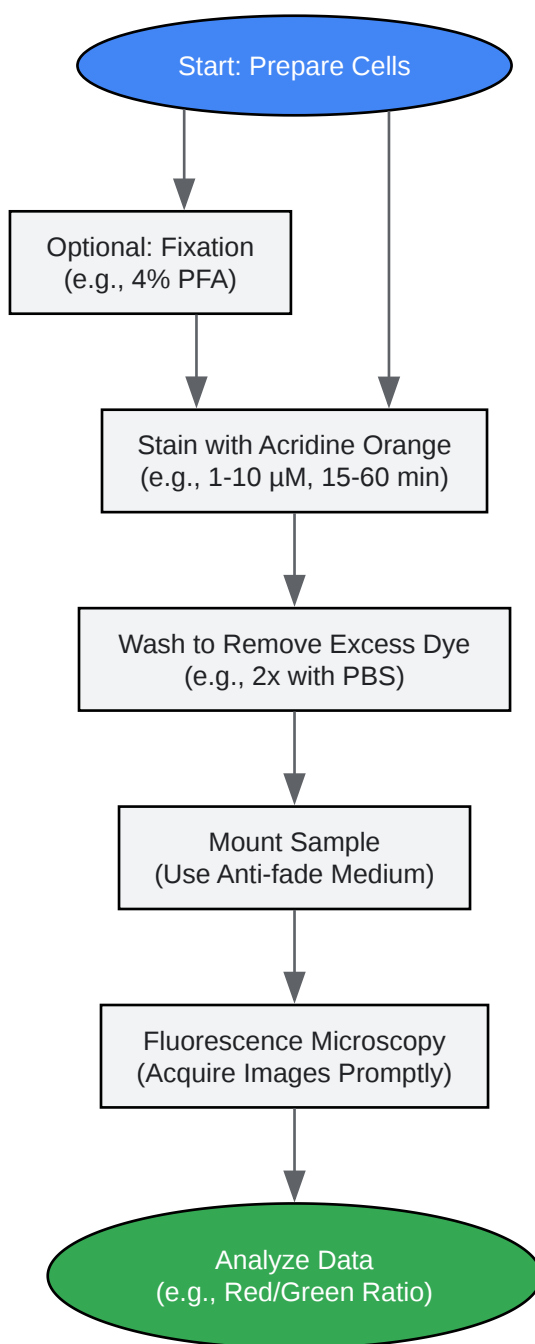 Start: Prepare Cells
Optional: Fixation
(e.g., 4% PFA)
Stain with Acridine Orange
(e.g., 1-10 µM, 15-60 min)
Wash to Remove Excess Dye
(e.g., 2x with PBS)
Mount Sample
(Use Anti-fade Medium)
Fluorescence Microscopy
(Acquire Images Promptly)
Analyze Data
(e.g., Red/Green Ratio)